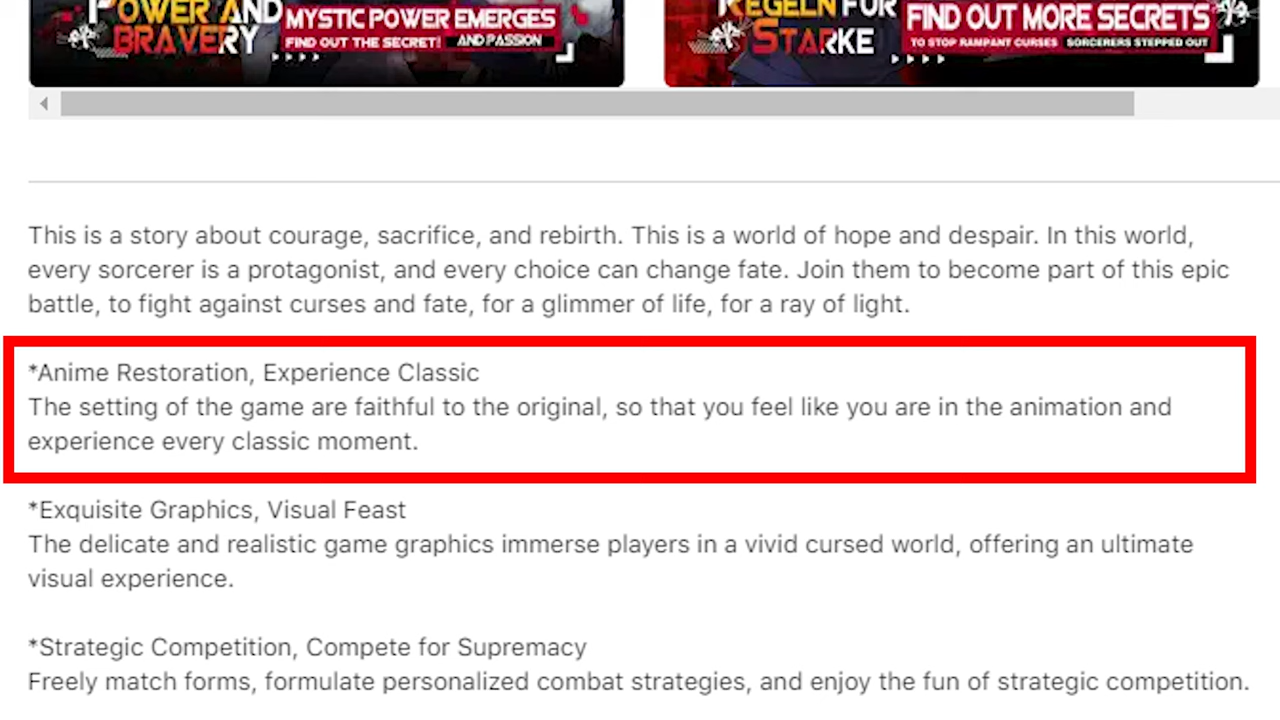 POWER AND
BRAVERY
MYSTIC POWER EMERGES
FIND OUT THE SECRET! AND PASSION
REGELN FÜR
STARKE
FIND OUT MORE SECRETS
TO STOP RAMPANT CURSES SORCERERS STEPPED OUT
This is a story about courage, sacrifice, and rebirth. This is a world of hope and despair. In this world,
every sorcerer is a protagonist, and every choice can change fate. Join them to become part of this epic
battle, to fight against curses and fate, for a glimmer of life, for a ray of light.
*Anime Restoration, Experience Classic
The setting of the game are faithful to the original, so that you feel like you are in the animation and
experience every classic moment.
*Exquisite Graphics, Visual Feast
The delicate and realistic game graphics immerse players in a vivid cursed world, offering an ultimate
visual experience.
*Strategic Competition, Compete for Supremacy
Freely match forms, formulate personalized combat strategies, and enjoy the fun of strategic competition.